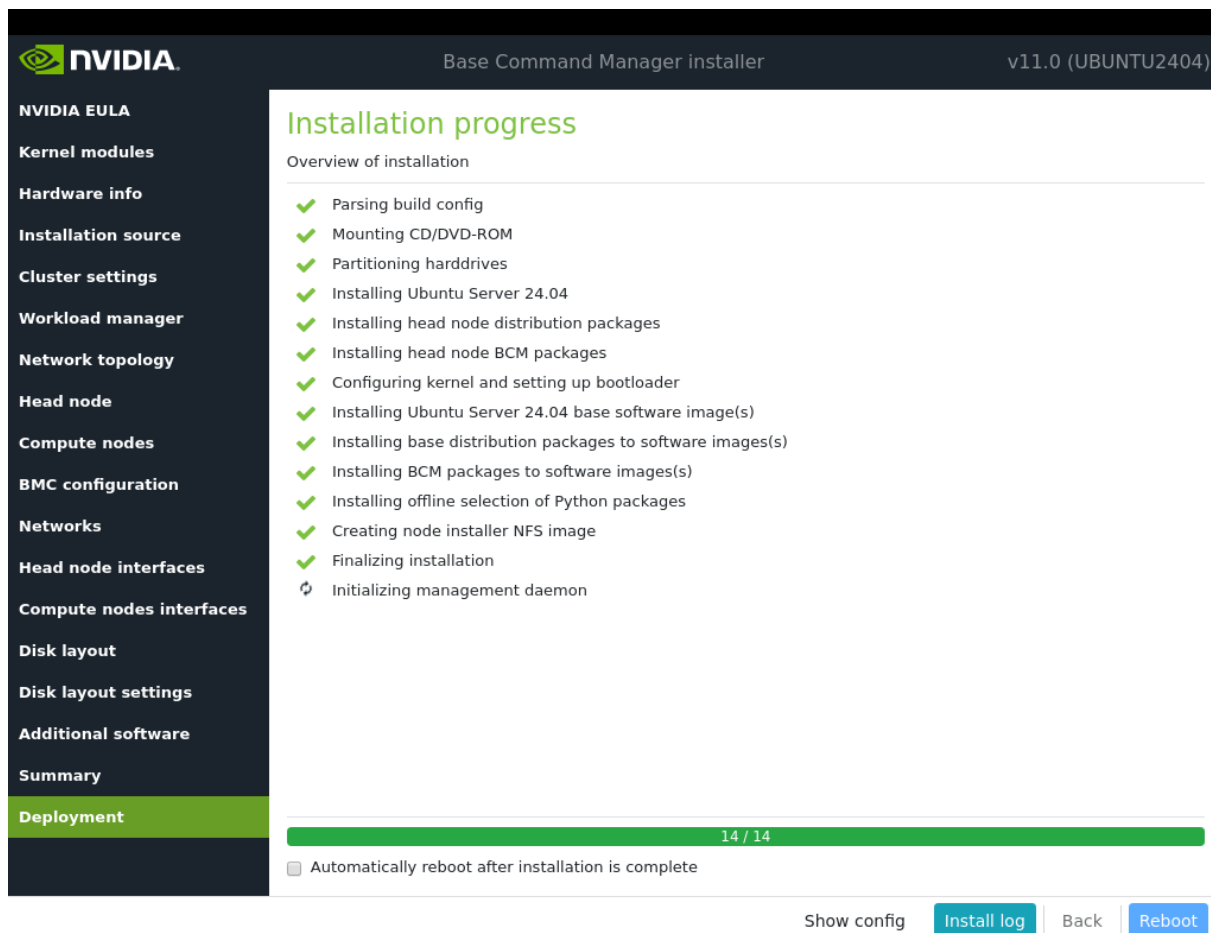 NVIDIA.
Base Command Manager installer
v11.0 (UBUNTU2404)
NVIDIA EULA
Kernel modules
Hardware info
Installation source
Cluster settings
Workload manager
Network topology
Head node
Compute nodes
BMC configuration
Networks
Head node interfaces
Compute nodes interfaces
Disk layout
Disk layout settings
Additional software
Summary
Deployment
Installation progress
Overview of installation
Parsing build config
Mounting CD/DVD-ROM
Partitioning harddrives
Installing Ubuntu Server 24.04
Installing head node distribution packages
Installing head node BCM packages
Configuring kernel and setting up bootloader
Installing Ubuntu Server 24.04 base software image(s)
Installing base distribution packages to software images(s)
Installing BCM packages to software images(s)
Installing offline selection of Python packages
Creating node installer NFS image
Finalizing installation
Initializing management daemon
14 / 14
Automatically reboot after installation is complete
Show config
Install log
Back
Reboot